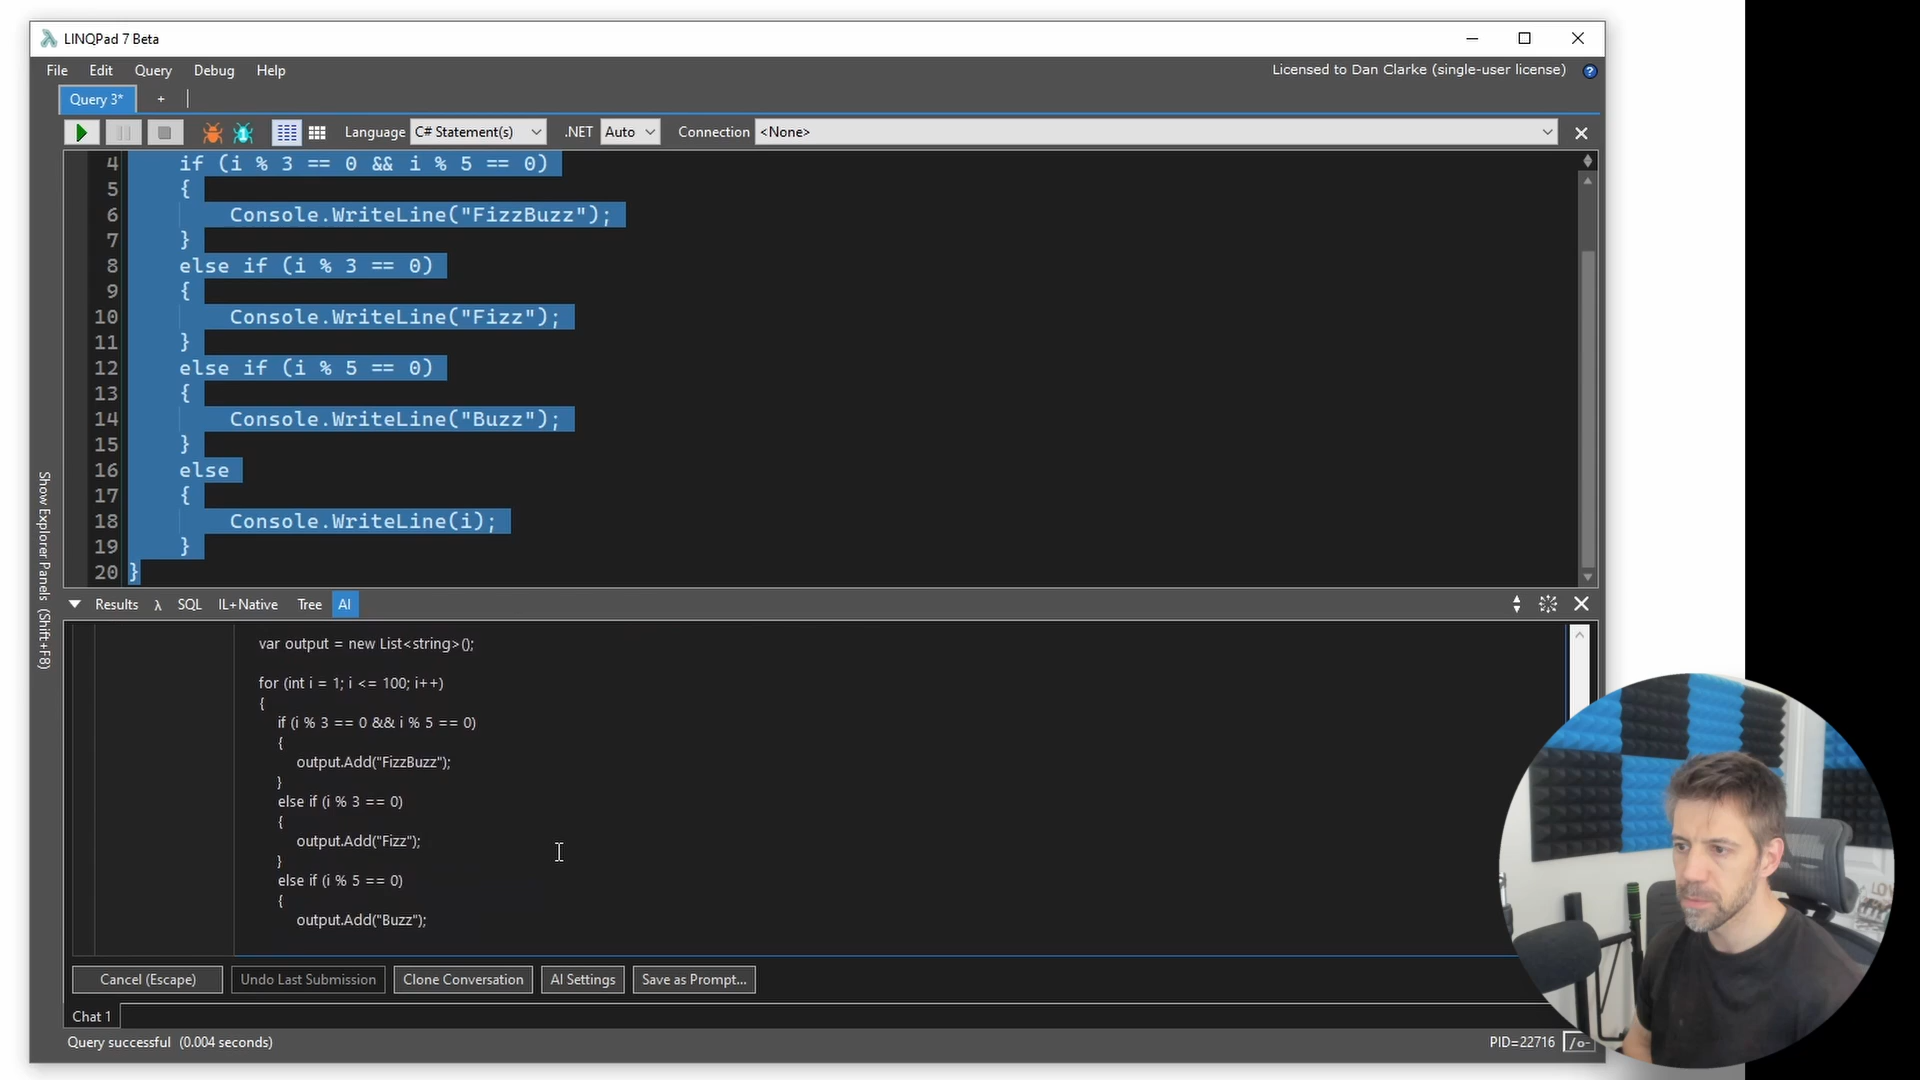 LINQPad 7 Beta
File Edit Query Debug Help
Licensed to Dan Clarke (single-user license) ?
Query 3* +
Language C# Statement(s) .NET Auto Connection <None>
4 if (i % 3 == 0 && i % 5 == 0)
5 {
6 Console.WriteLine("FizzBuzz");
7 }
8 else if (i % 3 == 0)
9 {
10 Console.WriteLine("Fizz");
11 }
12 else if (i % 5 == 0)
13 {
14 Console.WriteLine("Buzz");
15 }
16 else
17 {
18 Console.WriteLine(i);
19 }
20 }
Show Explorer Panels (Shift+F8)
Results λ SQL IL+Native Tree AI
var output = new List<string>();
for (int i = 1; i <= 100; i++)
{
if (i % 3 == 0 && i % 5 == 0)
{
output.Add("FizzBuzz");
}
else if (i % 3 == 0)
{
output.Add("Fizz");
}
else if (i % 5 == 0)
{
output.Add("Buzz");
Cancel (Escape) Undo Last Submission Clone Conversation AI Settings Save as Prompt...
Chat 1
Query successful (0.004 seconds)
PID=22716 /o-